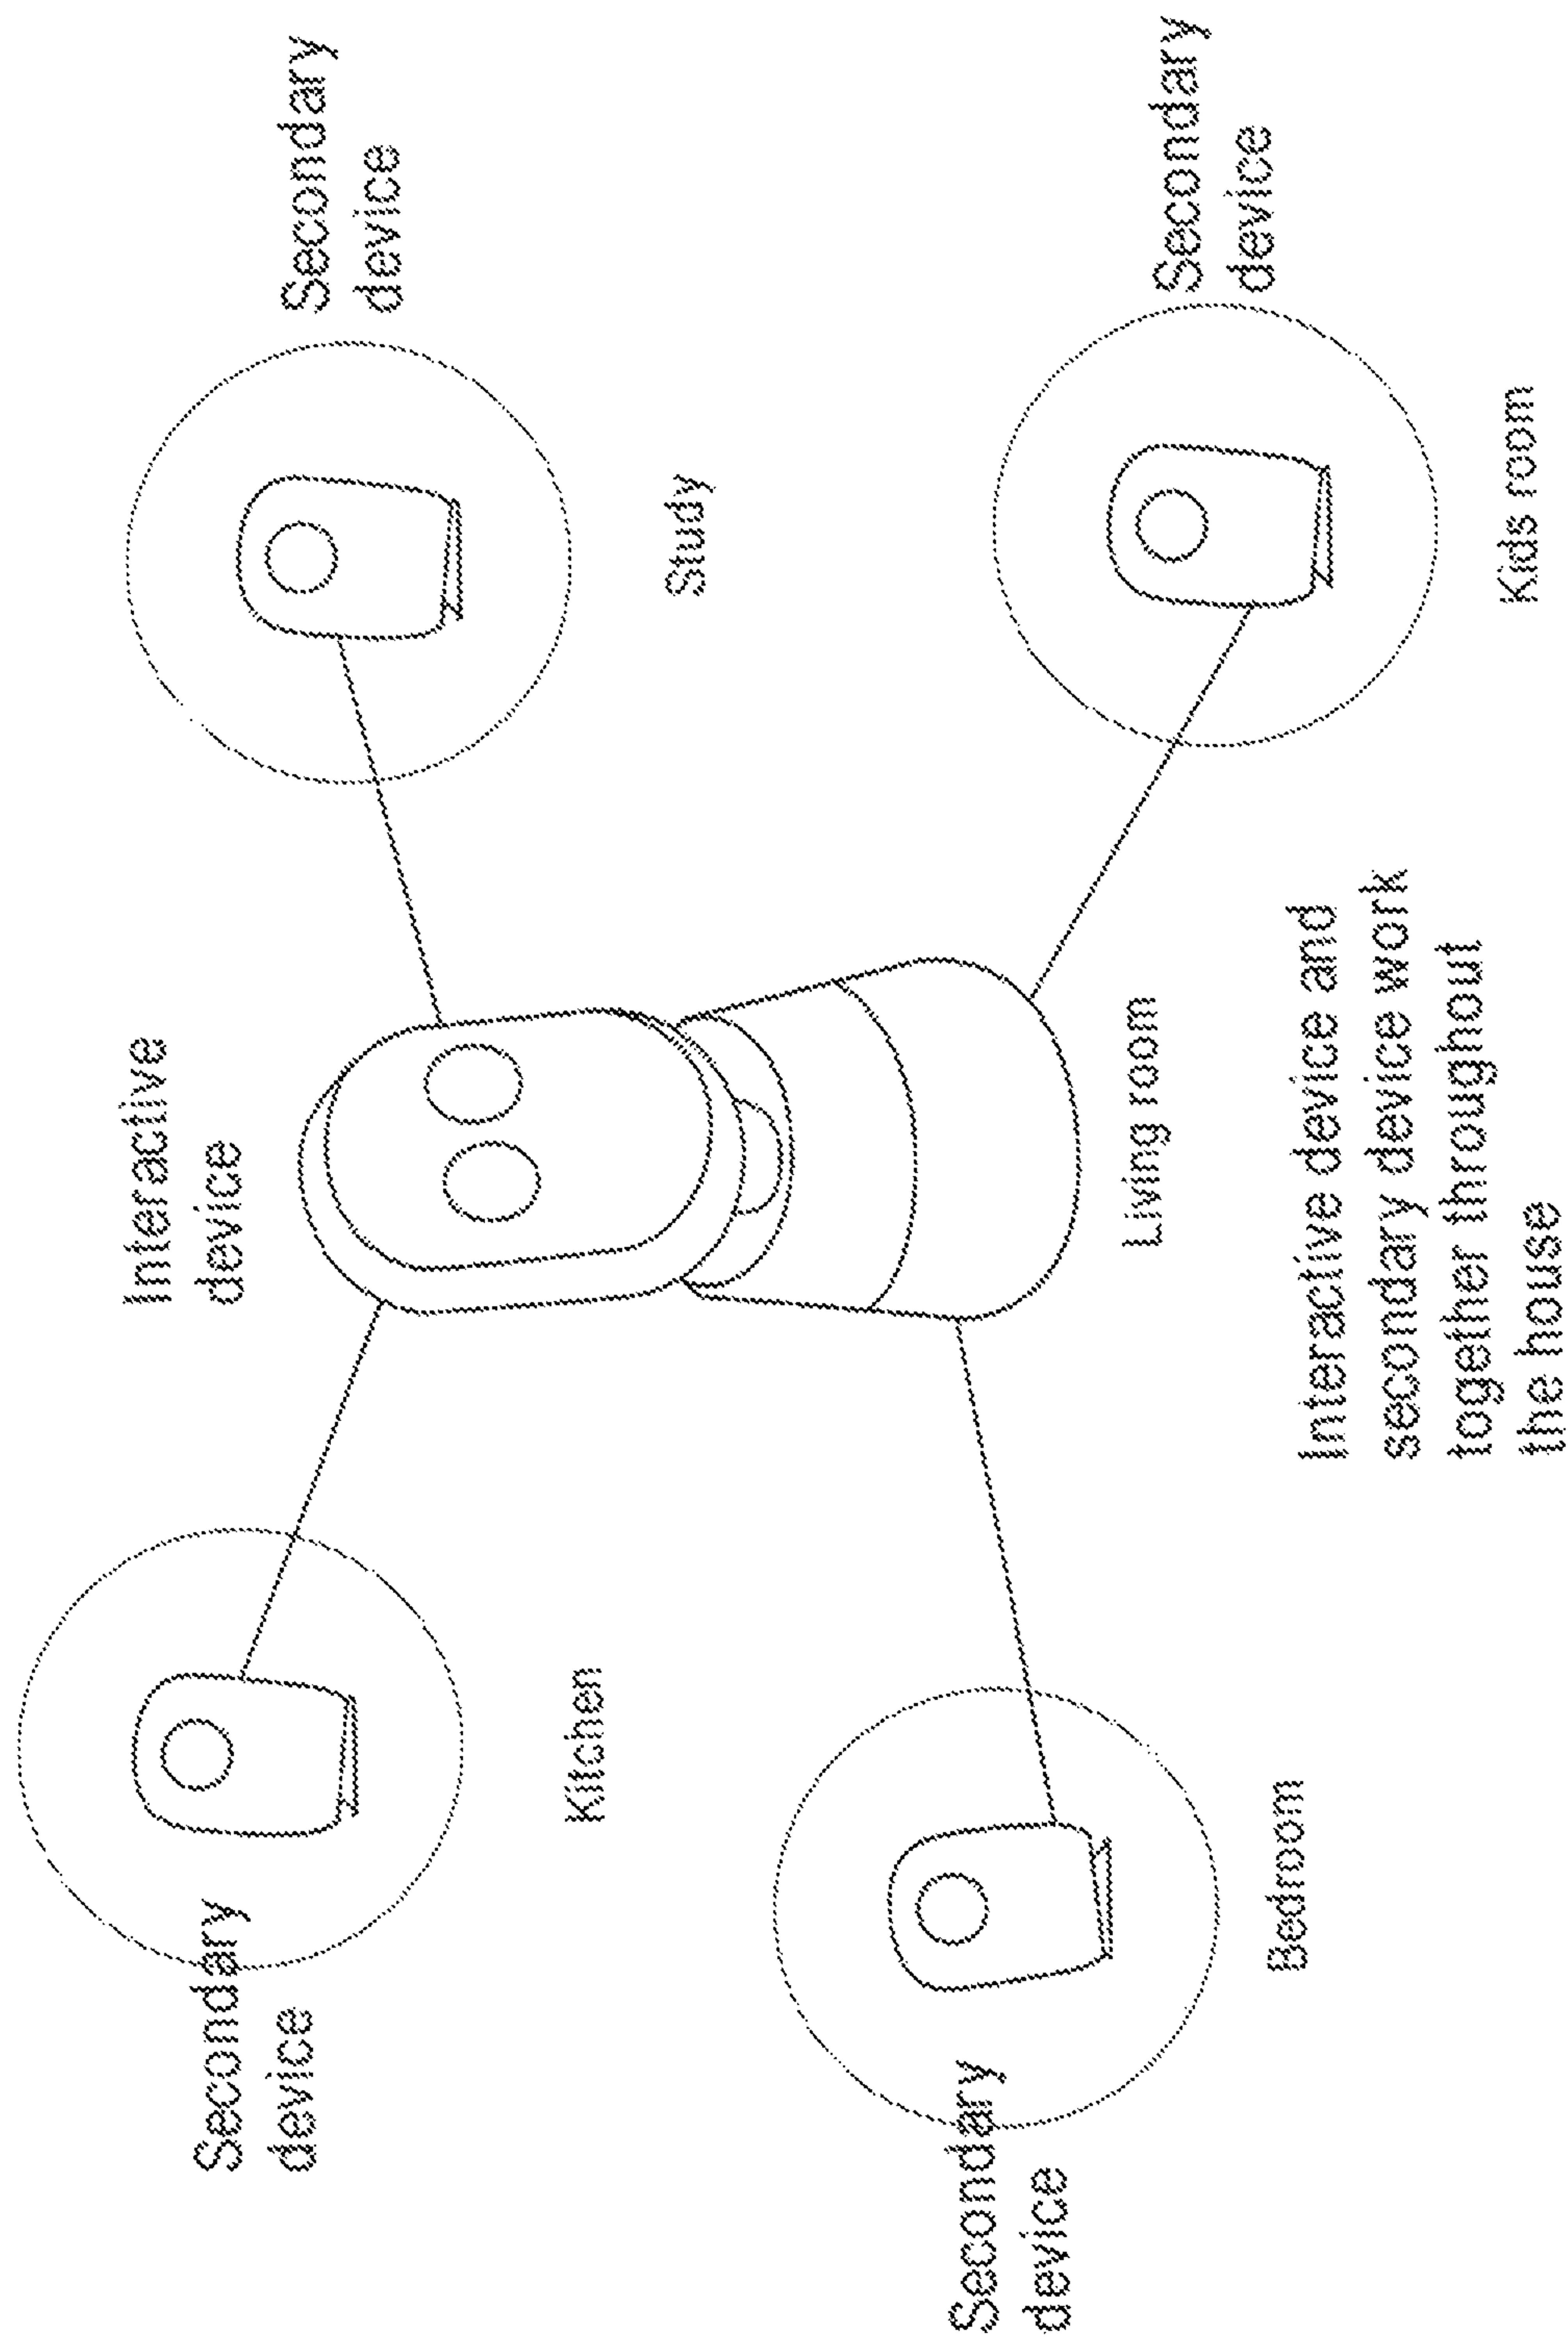 Interactive
device
Secondary
device
Secondary
device
Kitchen
Study
Secondary
device
Secondary
device
Living room
Bedroom
Kids room
Interactive device and
secondary device work
together throughout
the house